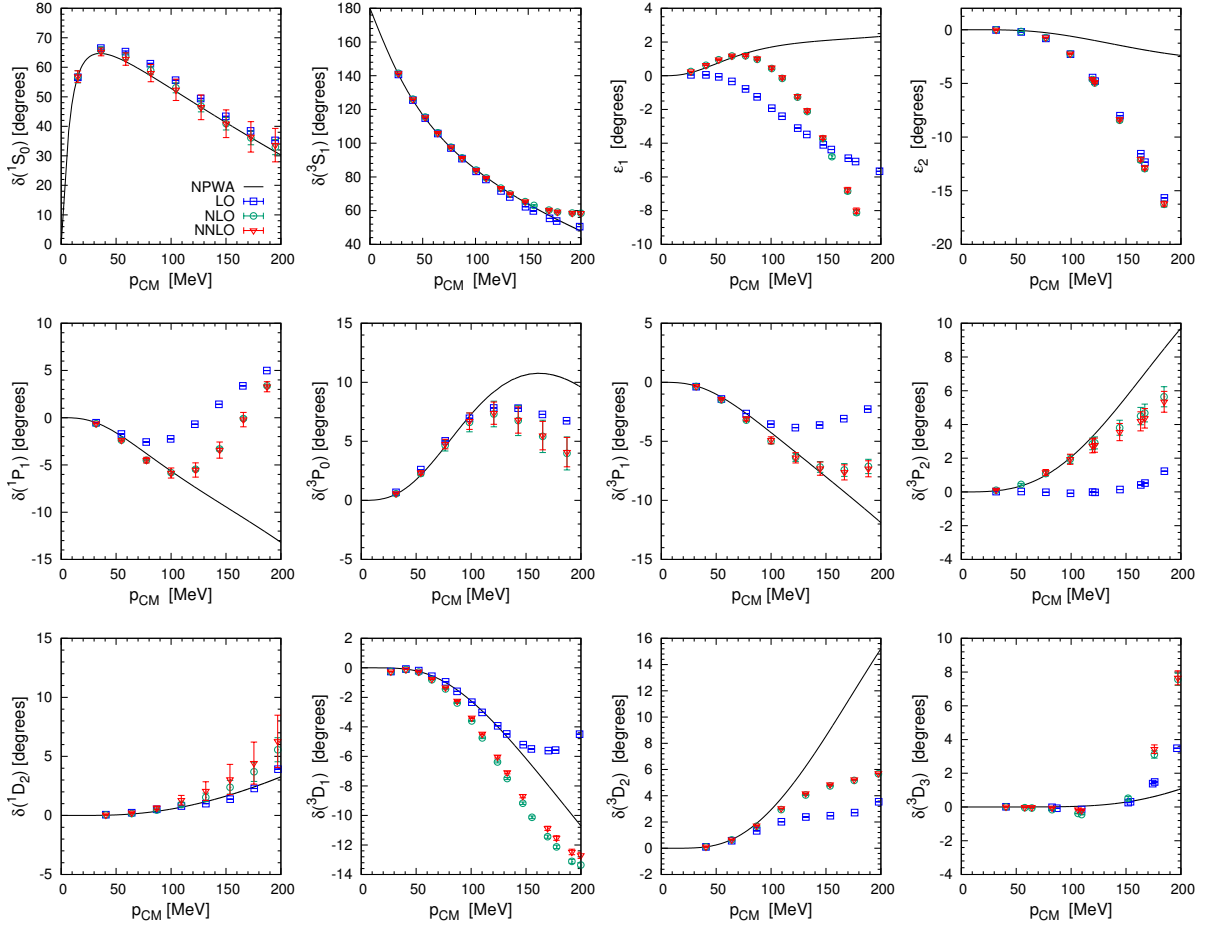 δ(¹S₀) [degrees]
70
60
50
40
30
20
10
0
NPWA
LO
NLO
NNLO
0 50 100 150 200
p_CM [MeV]
δ(³S₁) [degrees]
180
160
140
120
100
80
60
40
0 50 100 150 200
p_CM [MeV]
ε₁ [degrees]
4
2
0
-2
-4
-6
-8
0 50 100 150 200
p_CM [MeV]
ε₂ [degrees]
0
-5
-10
-15
-20
0 50 100 150 200
p_CM [MeV]
δ(¹P₁) [degrees]
10
5
0
-5
-10
-15
0 50 100 150 200
p_CM [MeV]
δ(³P₀) [degrees]
15
10
5
0
-5
0 50 100 150 200
p_CM [MeV]
δ(³P₁) [degrees]
5
0
-5
-10
-15
0 50 100 150 200
p_CM [MeV]
δ(³P₂) [degrees]
10
8
6
4
2
0
-2
0 50 100 150 200
p_CM [MeV]
δ(¹D₂) [degrees]
15
10
5
0
-5
0 50 100 150 200
p_CM [MeV]
δ(³D₁) [degrees]
2
0
-2
-4
-6
-8
-10
-12
-14
0 50 100 150 200
p_CM [MeV]
δ(³D₂) [degrees]
16
14
12
10
8
6
4
2
0
-2
0 50 100 150 200
p_CM [MeV]
δ(³D₃) [degrees]
10
8
6
4
2
0
-2
-4
0 50 100 150 200
p_CM [MeV]